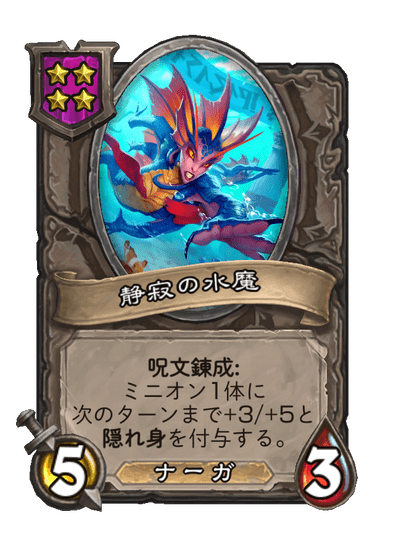 静寂の水魔
呪文錬成:
ミニオン1体に
次のターンまで+3/+5と
隠れ身を付与する。
5
ナーガ
3